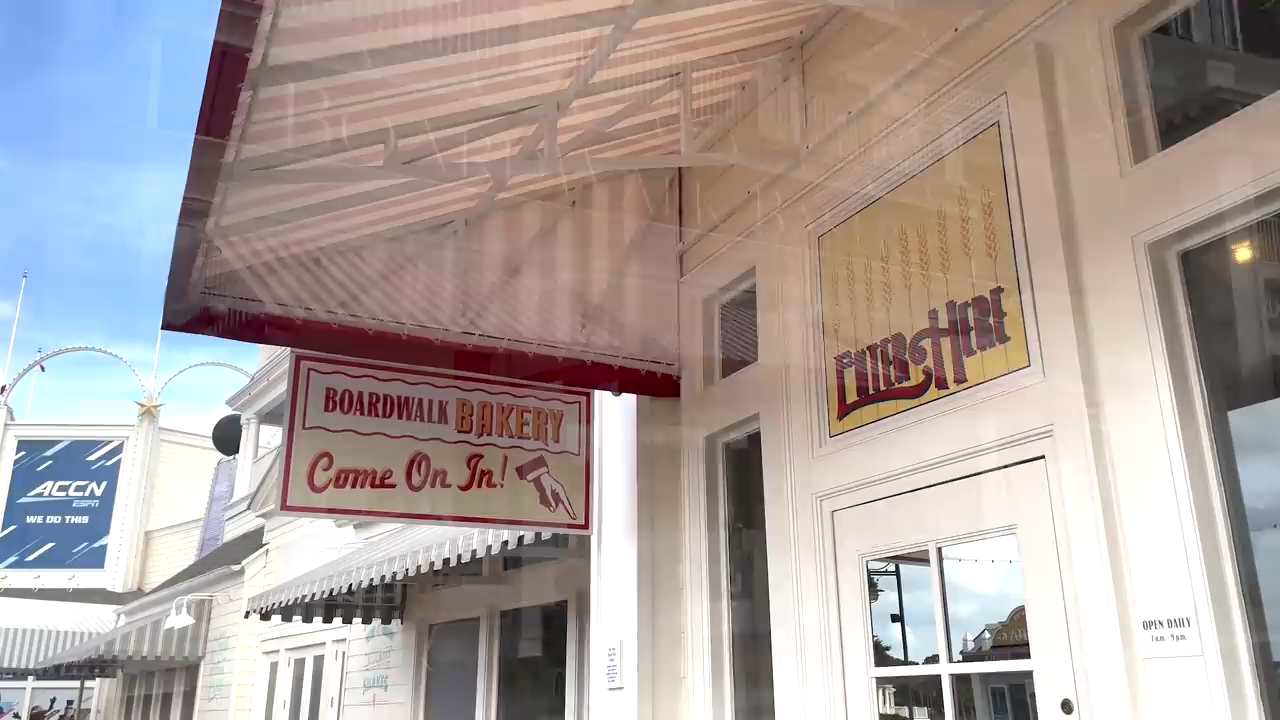 BOARDWALK BAKERY
Come On In!
ENTER HERE
ACCN
ESPN
WE DO THIS
OPEN DAILY